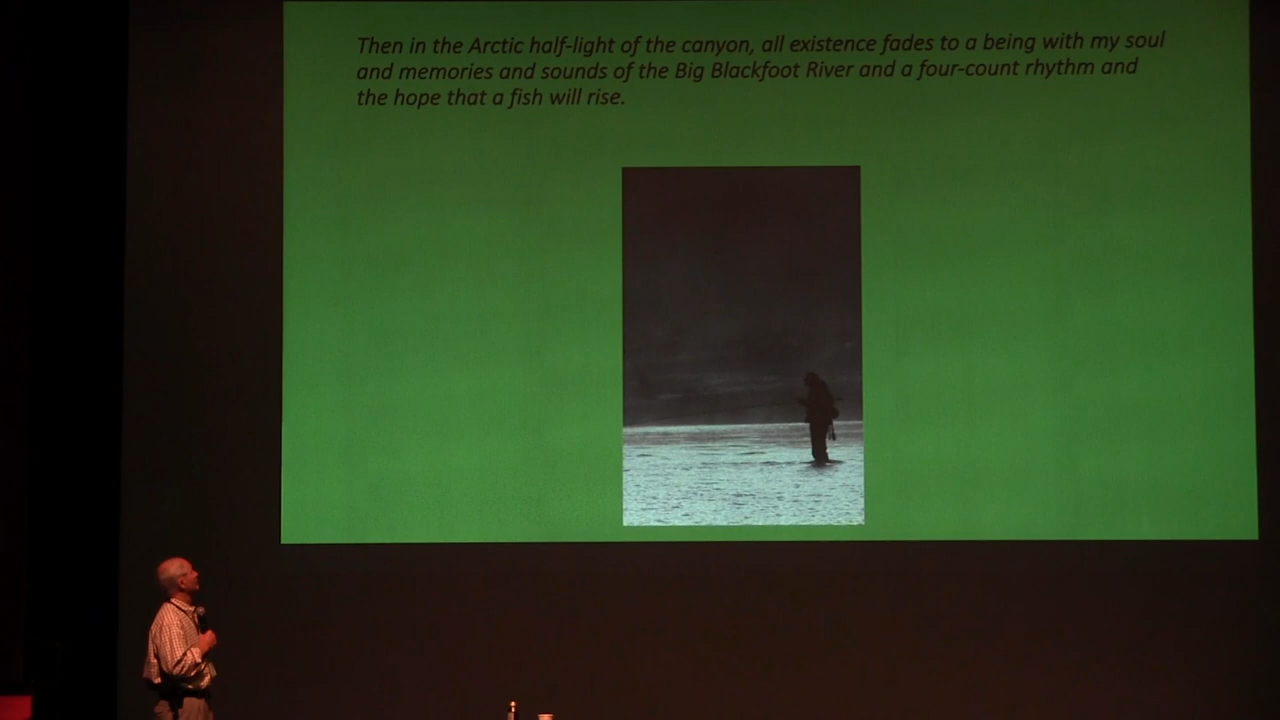 Then in the Arctic half-light of the canyon, all existence fades to a being with my soul
and memories and sounds of the Big Blackfoot River and a four-count rhythm and
the hope that a fish will rise.